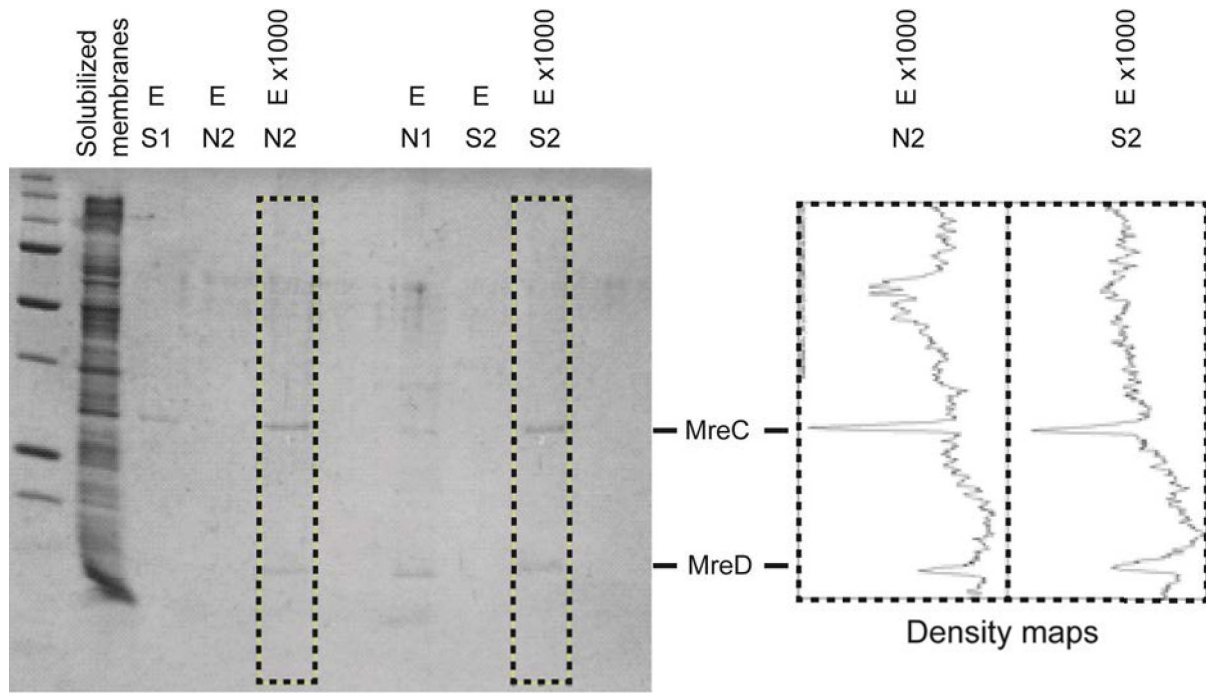 Solubilized
membranes
E
S1
E
N2
E x1000
N2
E
N1
E
S2
E x1000
S2
E x1000
N2
E x1000
S2
MreC
MreD
Density maps